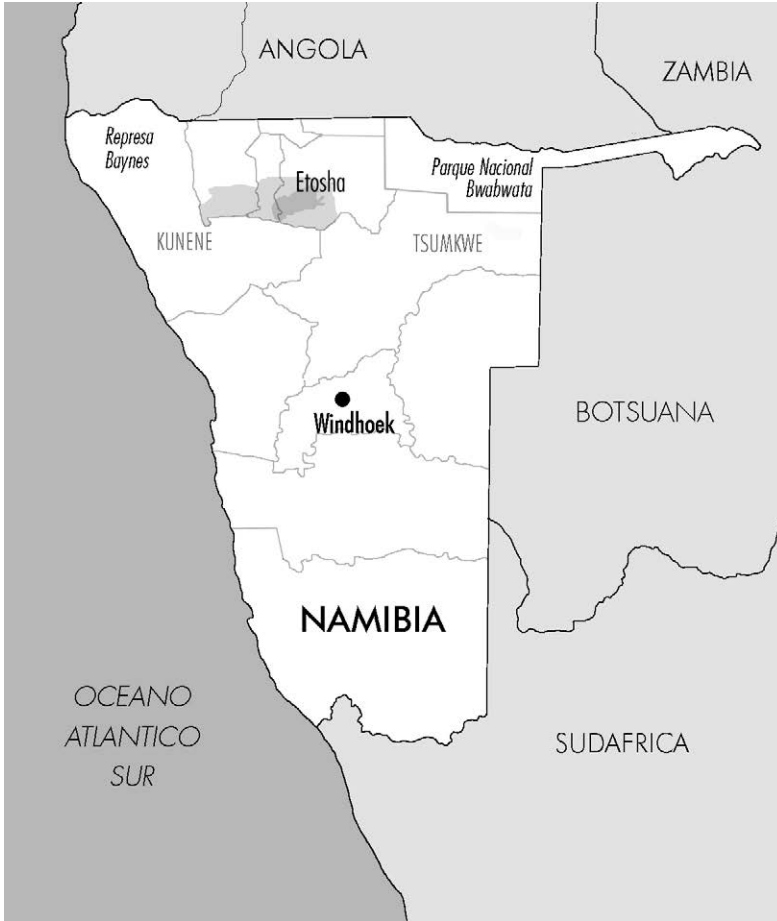 ANGOLA
ZAMBIA
Represa
Baynes
Etosha
Parque Nacional
Bwabwata
KUNENE
TSUMKWE
Windhoek
BOTSUANA
NAMIBIA
OCEANO
ATLANTICO
SUR
SUDAFRICA